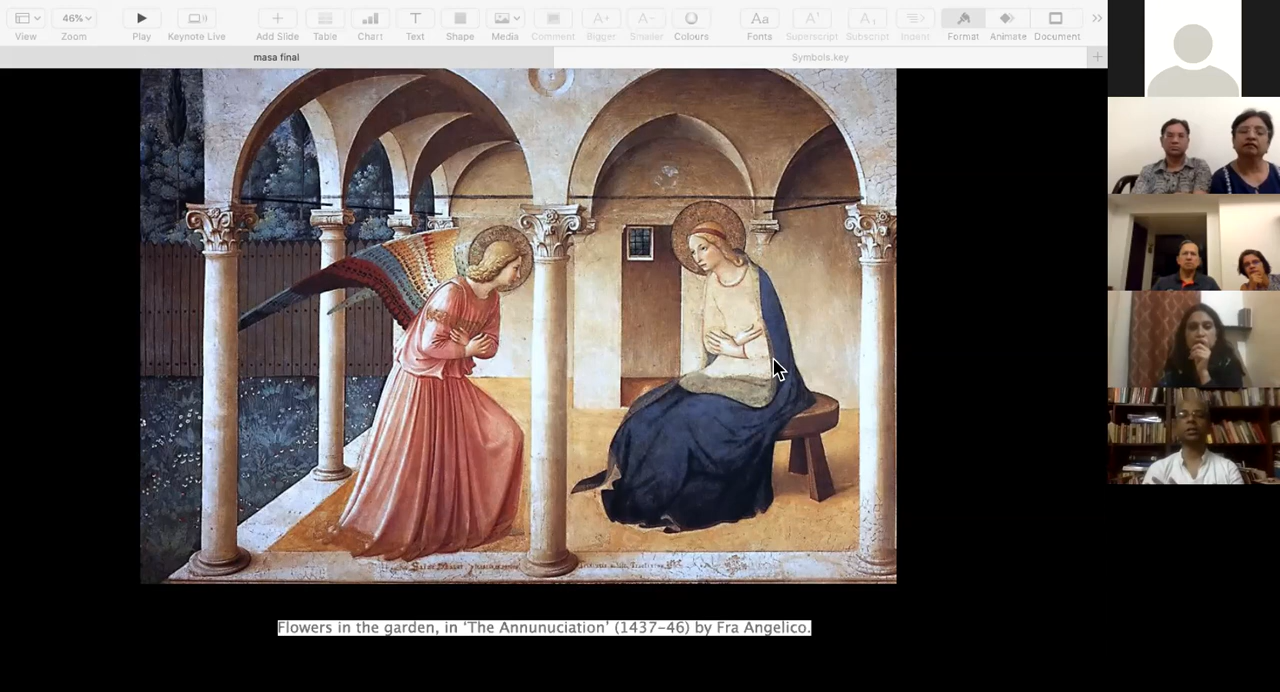 46%
View
Zoom
Play
Keynote Live
Add Slide
Table
Chart
Text
Shape
Media
Comment
Bigger
Smaller
Colours
Fonts
Superscript
Subscript
Indent
Format
Animate
Document
masa final
Symbols.key
Flowers in the garden, in 'The Annunuciation' (1437-46) by Fra Angelico.